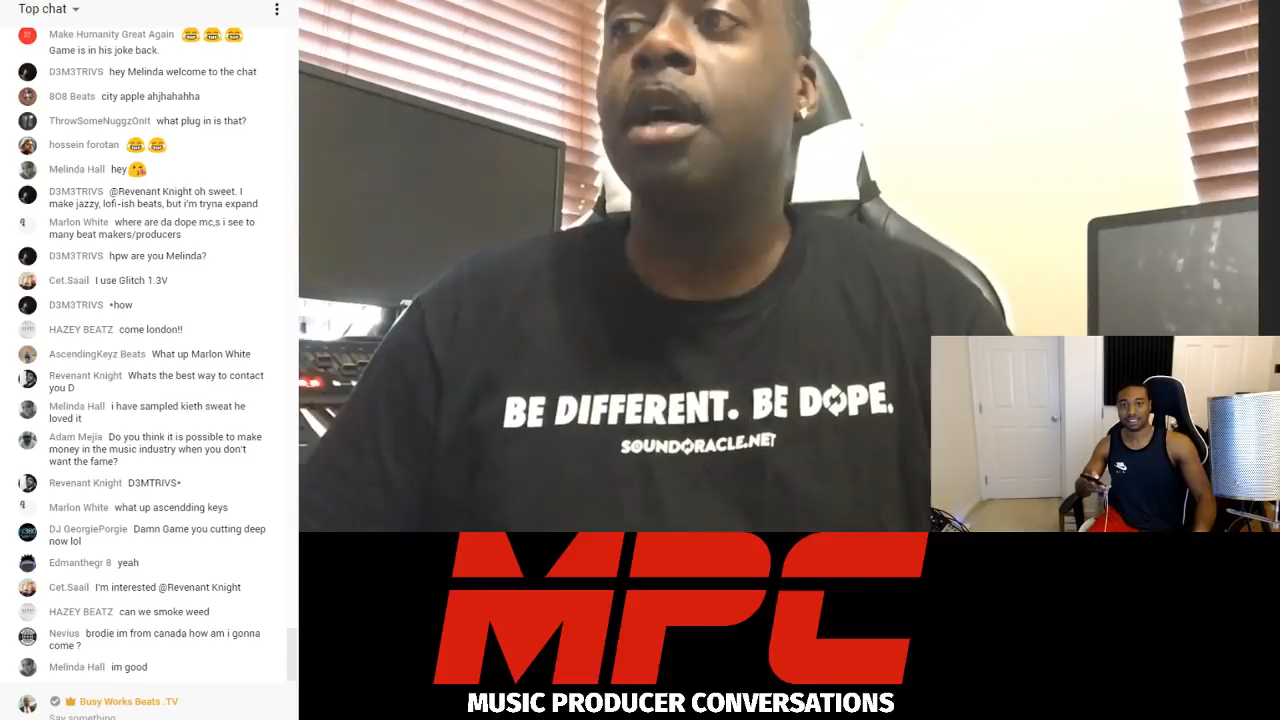 Top chat
Make Humanity Great Again 😂 😂 😂
Game is in his joke back.
D3M3TRIVS hey Melinda welcome to the chat
8O8 Beats city apple ahjhahahha
ThrowSomeNuggzOnIt what plug in is that?
hossein forotan 😂 😂
Melinda Hall hey😘
D3M3TRIVS @Revenant Knight oh sweet. I
make jazzy, lofi-ish beats, but i'm tryna expand
Marlon White where are da dope mc,s i see to
many beat makers/producers
D3M3TRIVS hpw are you Melinda?
Cet.Saail I use Glitch 1.3V
D3M3TRIVS *how
HAZEY BEATZ come london!!
AscendingKeyz Beats What up Marlon White
Revenant Knight Whats the best way to contact
you D
Melinda Hall i have sampled kieth sweat he
loved it
Adam Mejia Do you think it is possible to make
money in the music industry when you don't
want the fame?
Revenant Knight D3MTRIVS*
Marlon White what up ascendding keys
DJ GeorgiePorgie Damn Game you cutting deep
now lol
Edmanthegr 8 yeah
Cet.Saail I'm interested @Revenant Knight
HAZEY BEATZ can we smoke weed
Nevius brodie im from canada how am i gonna
come ?
Melinda Hall im good
Busy Works Beats .TV
Say something
BE DIFFERENT. BE DOPE.
SOUNDORACLE.NET
MPC
MUSIC PRODUCER CONVERSATIONS